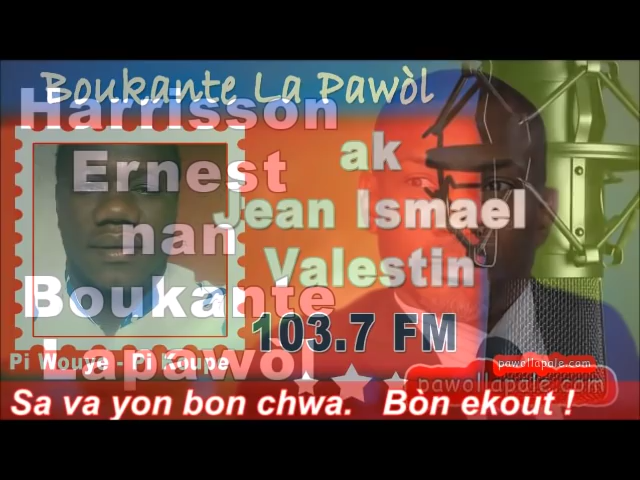 Boukante La Pawòl
Harrisson
Ernest
nan
Boukante
Lapawòl
ak
Jean Ismael
Valestin
103.7 FM
Pi Wouye - Pi Koupe
pawollapale.com
pawollapale.com
Sa va yon bon chwa. Bòn ekout !